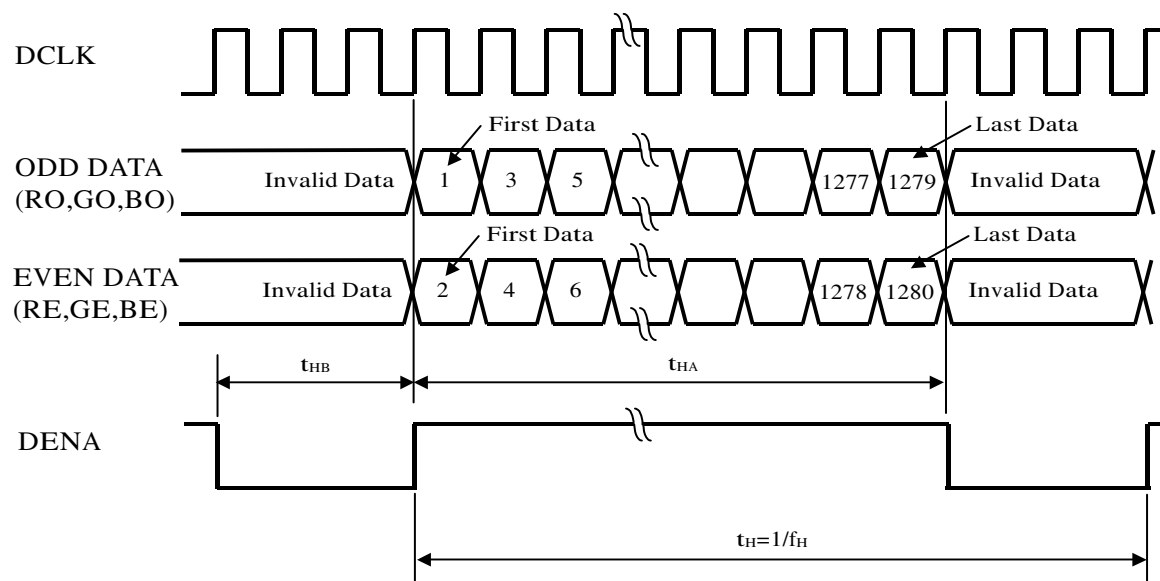 DCLK
First Data
Last Data
ODD DATA
(RO,GO,BO)
Invalid Data 1 3 5 1277 1279 Invalid Data
First Data
Last Data
EVEN DATA
(RE,GE,BE)
Invalid Data 2 4 6 1278 1280 Invalid Data
tHB
tHA
DENA
tH=1/fH